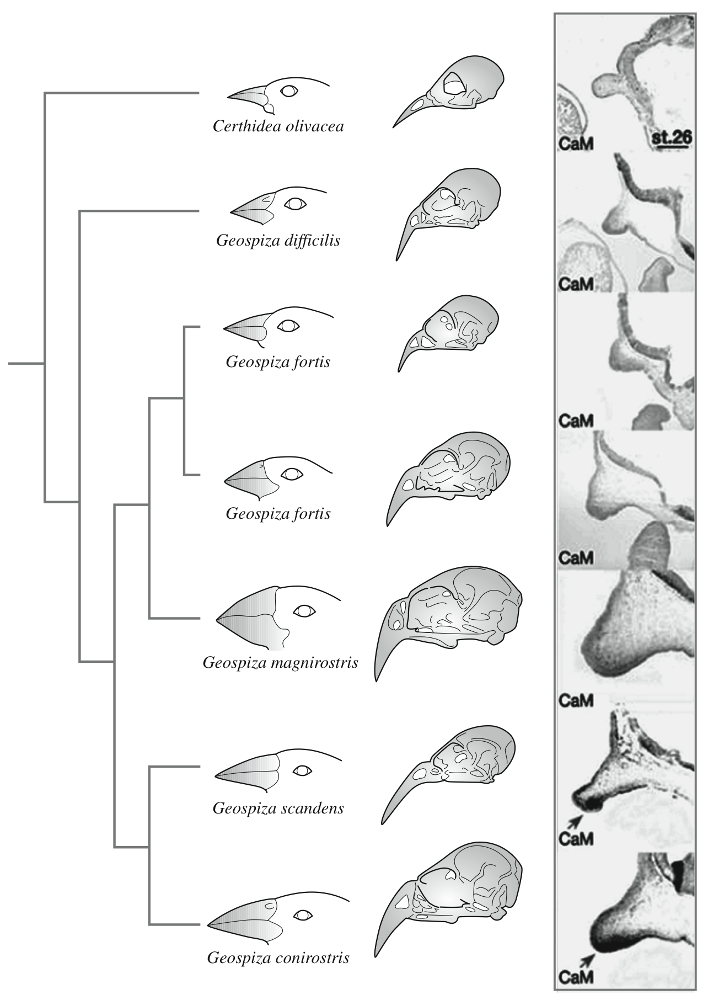 Certhidea olivacea
st.26
CaM
Geospiza difficilis
CaM
Geospiza fortis
CaM
Geospiza fortis
CaM
Geospiza magnirostris
CaM
Geospiza scandens
CaM
Geospiza conirostris
CaM